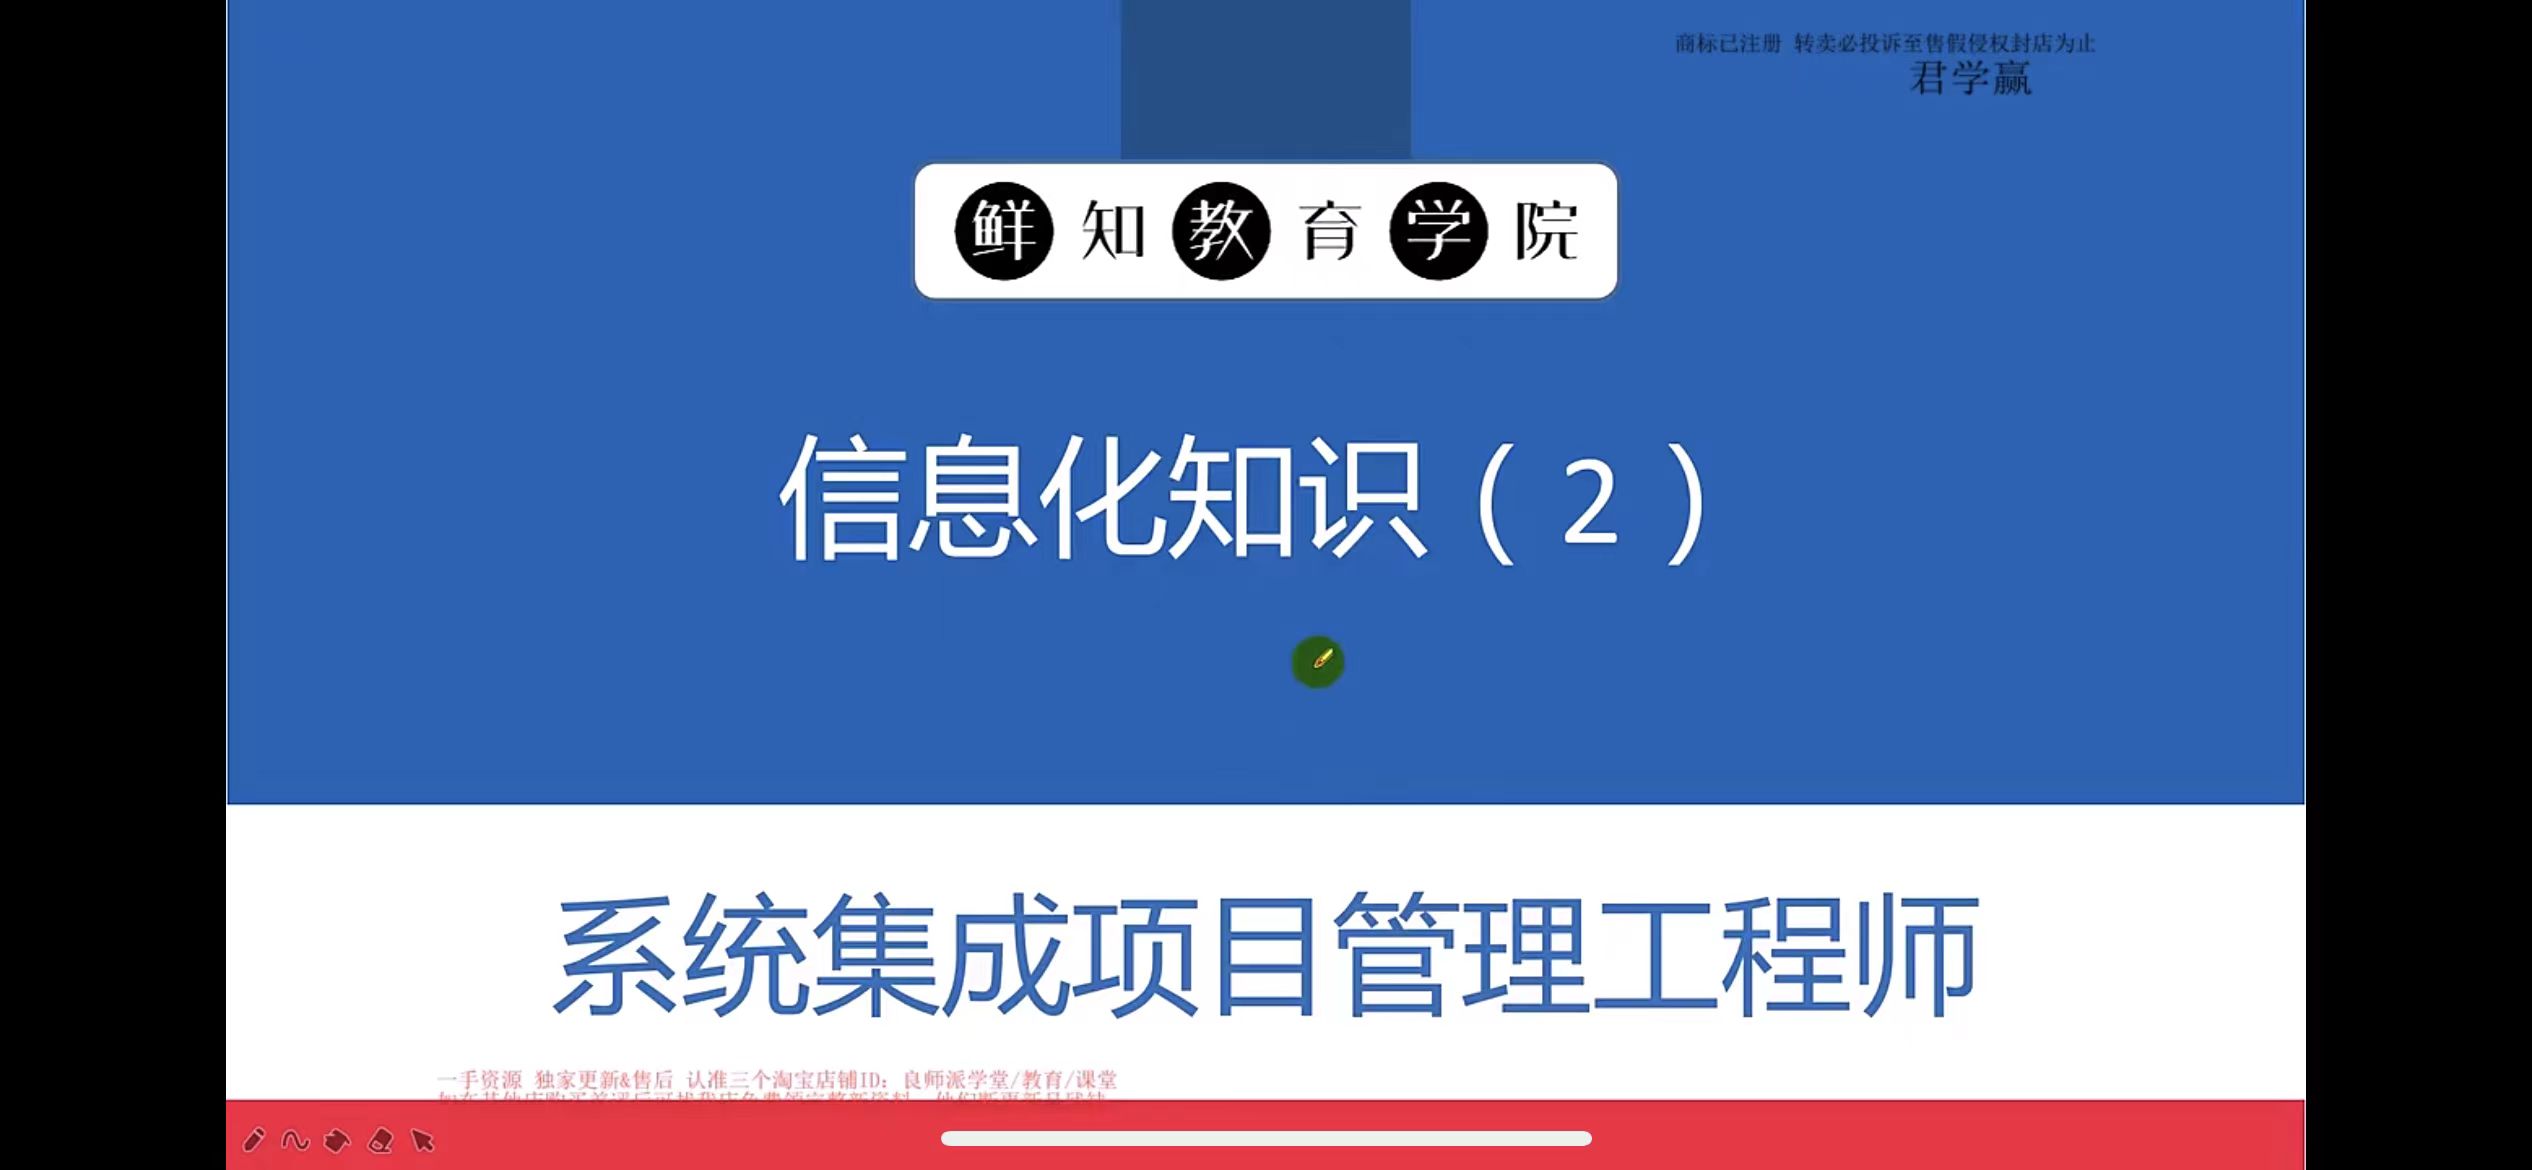 商标已注册 转卖必投诉至售假侵权封店为止
君学赢
鲜知教育学院
信息化知识（2）
系统集成项目管理工程师
一手资源 独家更新&售后 认准三个淘宝店铺ID：良师派学堂/教育/课堂